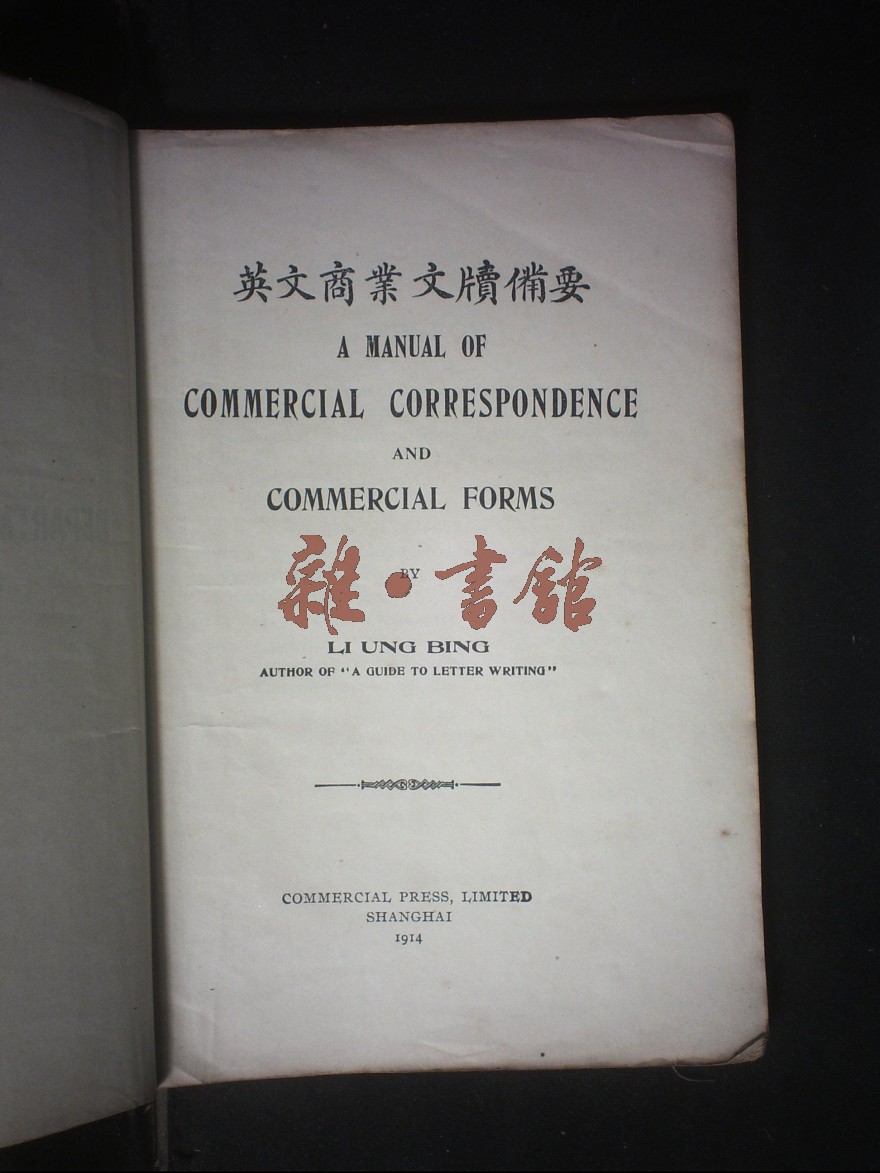 英文商業文牘備要
A MANUAL OF
COMMERCIAL CORRESPONDENCE
AND
COMMERCIAL FORMS
BY
雜·書館
LI UNG BING
AUTHOR OF "A GUIDE TO LETTER WRITING"
COMMERCIAL PRESS, LIMITED
SHANGHAI
1914